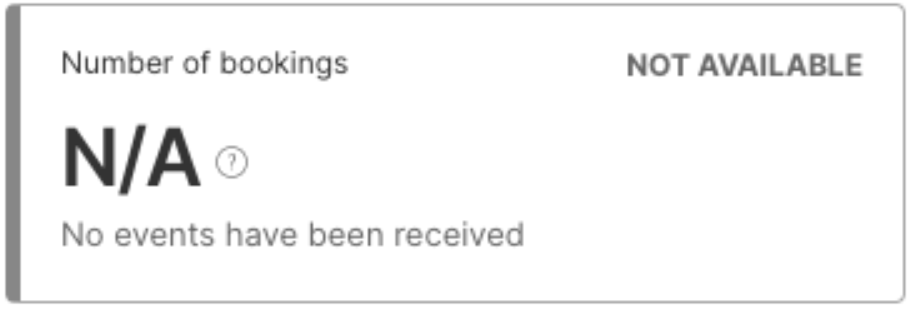 Number of bookings
NOT AVAILABLE
N/A ?
No events have been received